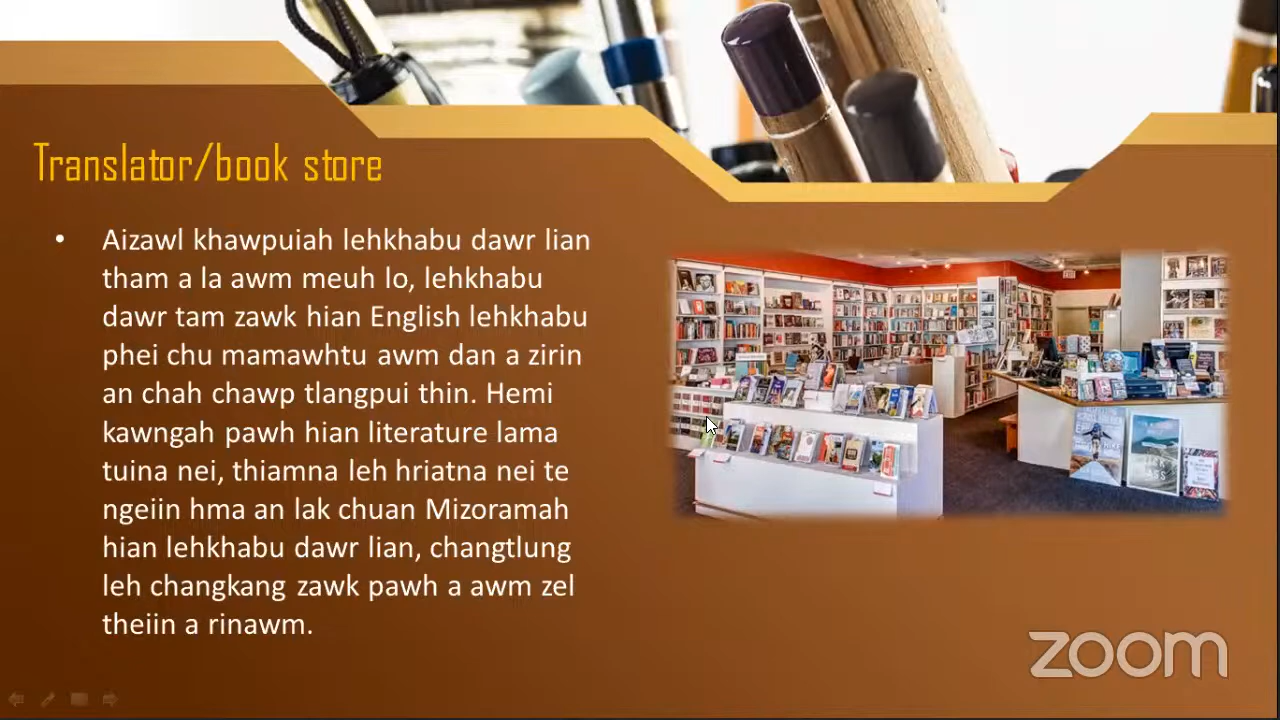 Translator/book store
• Aizawl khawpuiah lehkhabu dawr lian
tham a la awm meuh lo, lehkhabu
dawr tam zawk hian English lehkhabu
phei chu mamawhtu awm dan a zirin
an chah chawp tlangpui thin. Hemi
kawngah pawh hian literature lama
tuina nei, thiamna leh hriatna nei te
ngeiin hma an lak chuan Mizoramah
hian lehkhabu dawr lian, changtlung
leh changkang zawk pawh a awm zel
theiin a rinawm.
zoom